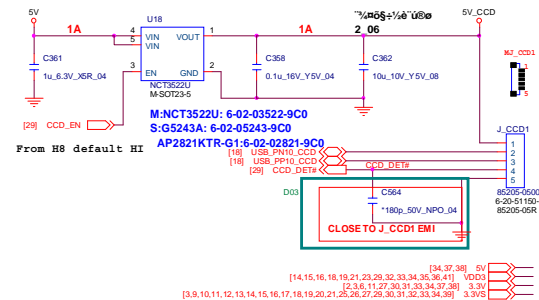 5V
U18
1A
1A
2_06
5V_CCD
4 VIN VOUT 1
5 VIN
3 EN GND 2
NCT3522U
M-SOT23-5
C361
1u_6.3V_X5R_04
C358
0.1u_16V_Y5V_04
C362
10u_10V_Y5V_08
MJ_CCD1
1
5
[29] CCD_EN
From H8 default HI
M:NCT3522U: 6-02-03522-9C0
S:G5243A: 6-02-05243-9C0
AP2821KTR-G1:6-02-02821-9C0
J_CCD1
[18] USB_PN10_CCD
[18] USB_PP10_CCD
[29] CCD_DET#
CCD_DET#
1
2
3
4
5
85205-0500
6-20-51150-
85205-05R
D03
C564
*180p_50V_NPO_04
CLOSE TO J_CCD1 EMI
[34,37,38] 5V
[14,15,16,18,19,21,23,29,32,33,34,35,36,41] VDD3
[2,3,6,11,27,30,31,33,34,37,38] 3.3V
[3,9,10,11,12,13,14,15,16,17,18,19,20,21,25,26,27,29,30,31,32,33,34,39] 3.3VS